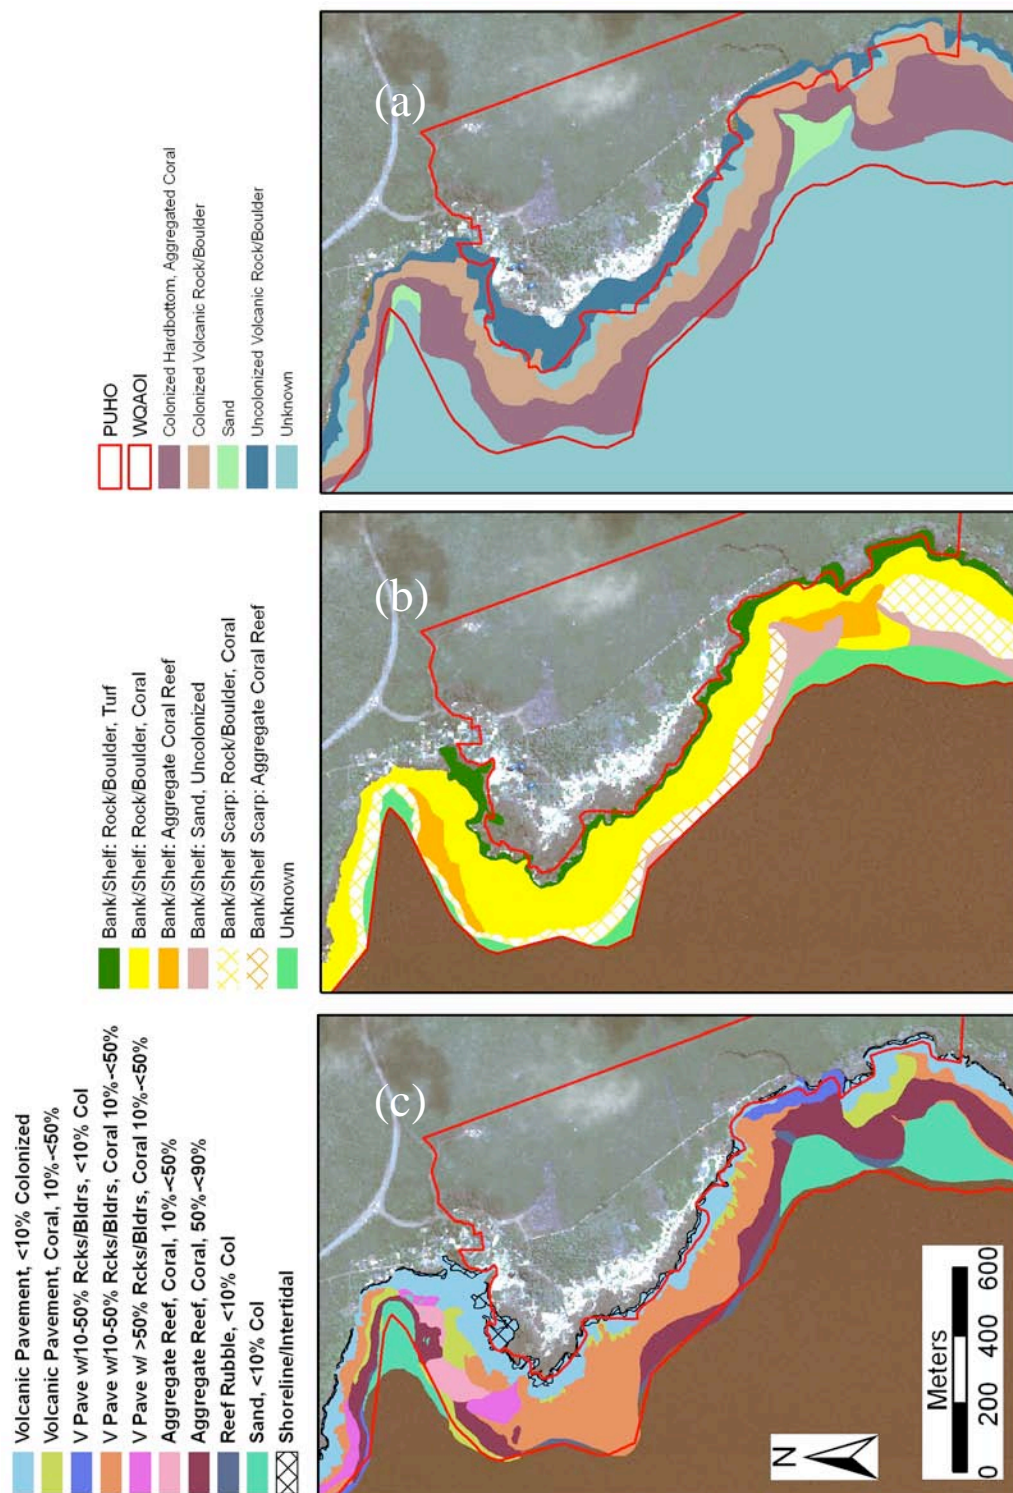 (a)
PUHO
WQAOI
Colonized Hardbottom, Aggregated Coral
Colonized Volcanic Rock/Boulder
Sand
Uncolonized Volcanic Rock/Boulder
Unknown
(b)
Bank/Shelf: Rock/Boulder, Turf
Bank/Shelf: Rock/Boulder, Coral
Bank/Shelf: Aggregate Coral Reef
Bank/Shelf: Sand, Uncolonized
Bank/Shelf Scarp: Rock/Boulder, Coral
Bank/Shelf Scarp: Aggregate Coral Reef
Unknown
(c)
Volcanic Pavement, <10% Colonized
Volcanic Pavement, Coral, 10%-<50%
V Pave w/10-50% Rcks/Bldrs, <10% Col
V Pave w/10-50% Rcks/Bldrs, Coral 10%-<50%
V Pave w/ >50% Rcks/Bldrs, Coral 10%-<50%
Aggregate Reef, Coral, 10%-<50%
Aggregate Reef, Coral, 50%-<90%
Reef Rubble, <10% Col
Sand, <10% Col
Shoreline/Intertidal
N
Meters
0 200 400 600